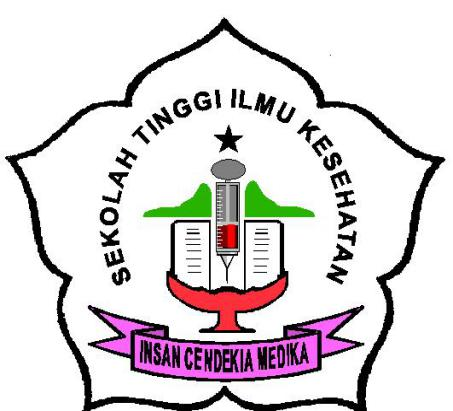 SEKOLAH TINGGI ILMU KESEHATAN
INSAN CENDEKIA MEDIKA